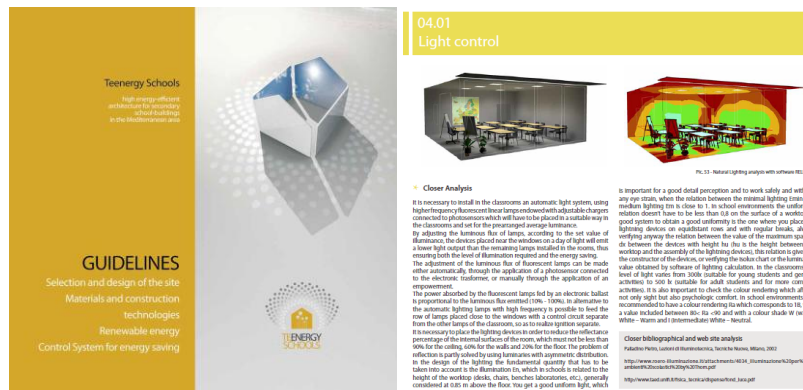 Teenergy Schools
high energy-efficient
architecture for secondary
school-buildings
in the Mediterranean area
GUIDELINES
Selection and design of the site
Materials and construction
technologies
Renewable energy
Control System for energy saving
TEENERGY
SCHOOLS
04.01
Light control
Pic. 53 - Natural Lighting analysis with software REL
Closer Analysis
It is necessary to install in the classrooms an automatic light system, using
higher frequency fluorescent linear lamps endowed with adjustable chargers
connected to photosensors which will have to be placed in a suitable way in
the classrooms and set for the prearranged average luminance.
By adjusting the luminous flux of lamps, according to the set value of
illuminance, the devices placed near the windows on a day of light will emit
a lower light output than the remaining lamps installed in the rooms, thus
ensuring both the level of illumination required and the energy saving.
The adjustment of the luminous flux of fluorescent lamps can be made
either automatically, through the application of a photosensor connected
to the electronic trasformer, or manually through the application of an
empowerment.
The power absorbed by the fluorescent lamps fed by an electronic ballast
is proportional to the luminous flux emitted (10% - 100%). In alternative to
the automatic lighting lamps with high frequency is possible to feed the
row of lamps placed close to the windows with a control circuit separate
from the other lamps of the classroom, so as to realize ignition separate.
It is necessary to place the lighting devices in order to reduce the reflectance
percentage of the internal surfaces of the room, which must not be less than
90% for the ceiling, 60% for the walls and 20% for the floor. The problem of
reflection is partly solved by using luminaries with asymmetric distribution.
In the design of the lighting the fundamental quantity that has to be
taken into account is the illumination En, which in schools is related to the
height of the worktop (desks, chairs, benches laboratories, etc.), generally
considered at 0.85 m above the floor. You get a good uniform light, which
is important for a good detail perception and to work safely and with
any eye strain, when the relation between the minimal lighting Emin
medium lighting Em is close to 1. In school environments the uniform
relation doesn't have to be less than 0,8 on the surface of a workto
good system to obtain a good uniformity is the one where you place
lightning devices on equidistant rows and with regular breaks, al
verifying anyway the relation between the value of the maximum spa
dx between the devices with height hu (hu is the height between
worktop and the assembly of the lightning devices), this relation is give
the constructor of the devices, or verifying the isolux chart or the lumina
value obtained by software of lighting calculation. In the classrooms
level of light varies from 300lx (suitable for young students and gen
activities) to 500 lx (suitable for adult students and for more com
activities). It is also important to check the colour rendering which aff
not only sight but also psychologic comfort. In school environments
recommended to have a colour rendering Ra which corresponds to 1B,
a value included between 80< Ra <90 and with a colour shade W (w
White – Warm and I (Intermediate) White – Neutral.
Closer bibliographical and web site analysis
Palladino Pietro, Lezioni di illuminotecnica, Tecniche Nuove, Milano, 2002